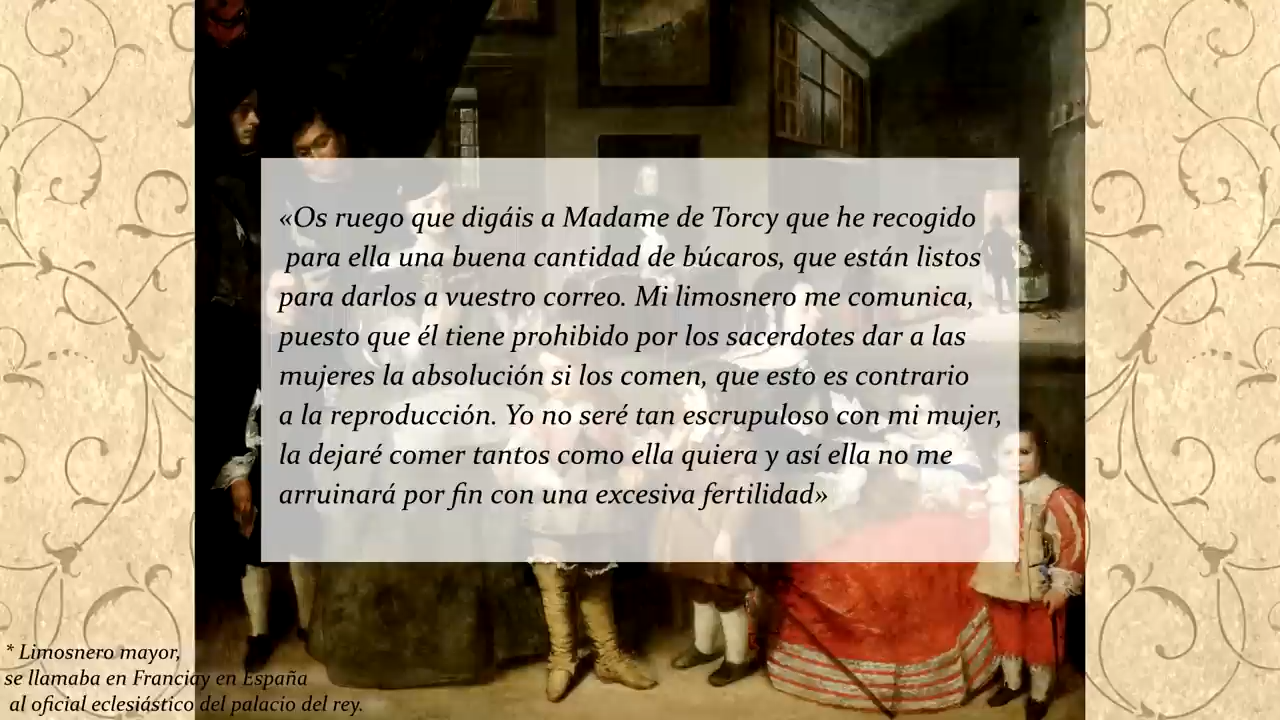 «Os ruego que digáis a Madame de Torcy que he recogido
para ella una buena cantidad de búcaros, que están listos
para darlos a vuestro correo. Mi limosnero me comunica,
puesto que él tiene prohibido por los sacerdotes dar a las
mujeres la absolución si los comen, que esto es contrario
a la reproducción. Yo no seré tan escrupuloso con mi mujer,
la dejaré comer tantos como ella quiera y así ella no me
arruinará por fin con una excesiva fertilidad»
* Limosnero mayor,
se llamaba en Franciay en España
al oficial eclesiástico del palacio del rey.